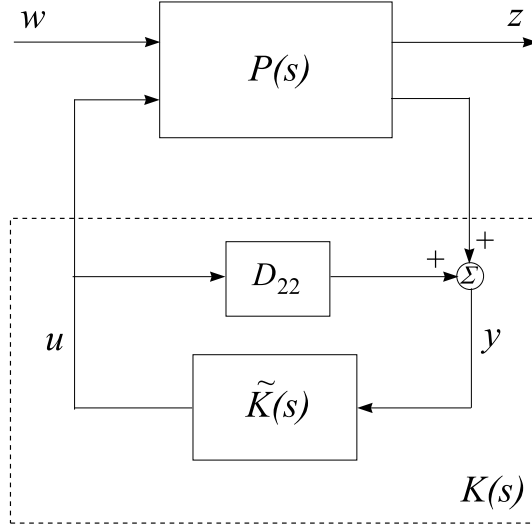 w
z
P(s)
+
D₂₂
+
Σ
u
y
K̃(s)
K(s)